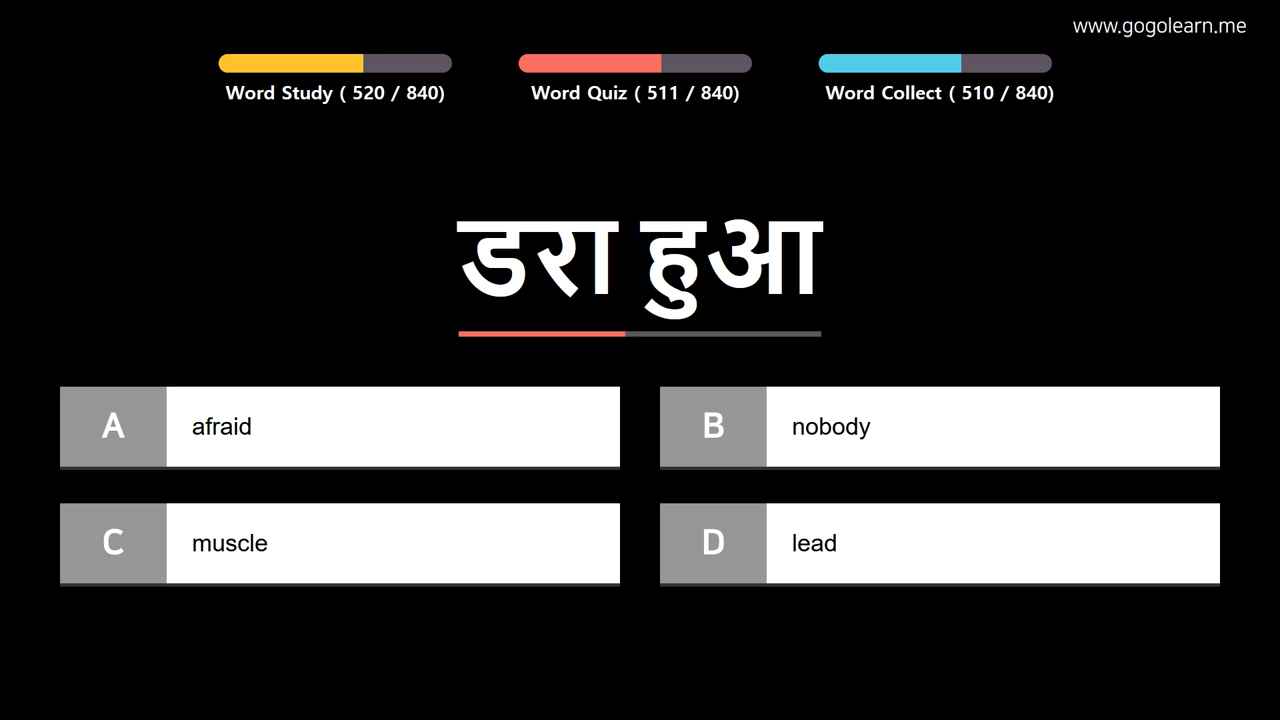 www.gogolearn.me
Word Study ( 520 / 840)
Word Quiz ( 511 / 840)
Word Collect ( 510 / 840)
डरा हुआ
A afraid
B nobody
C muscle
D lead